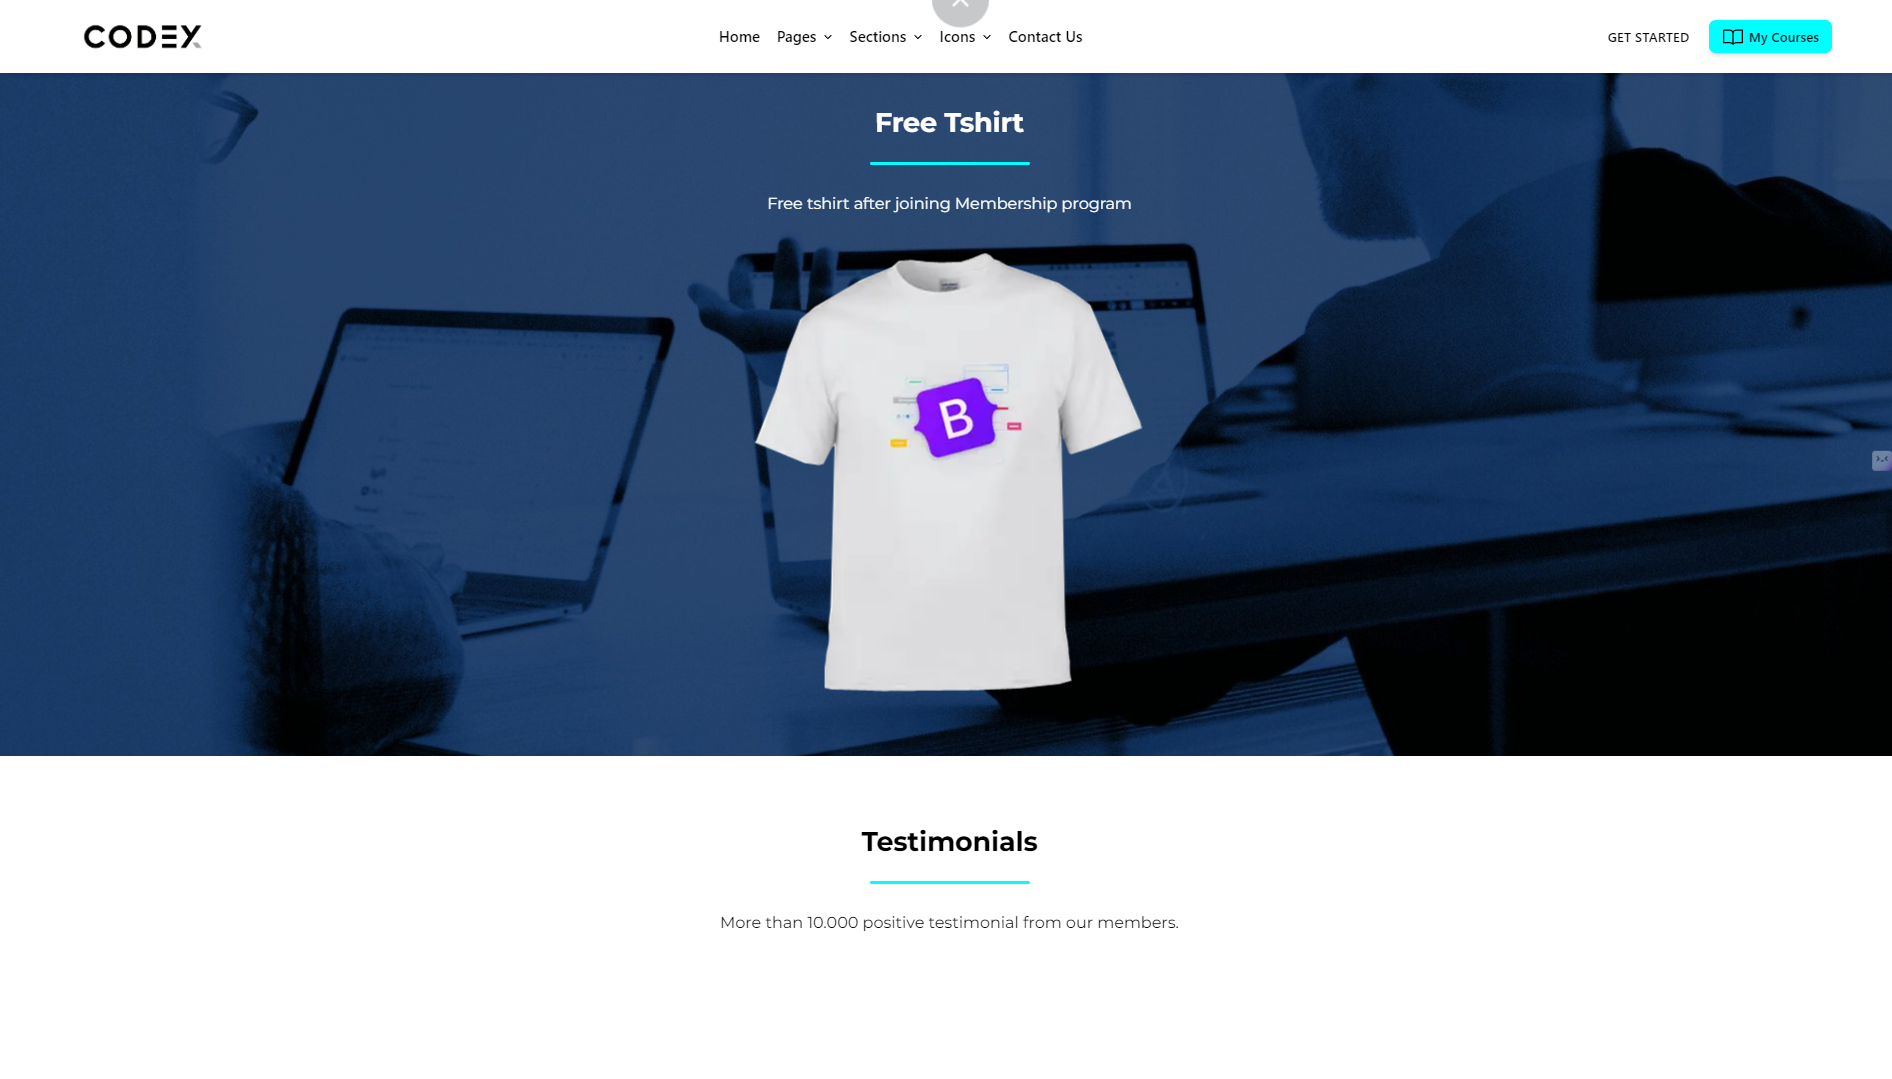 CODEX
Home Pages Sections Icons Contact Us
GET STARTED My Courses
Free Tshirt
Free tshirt after joining Membership program
B
Testimonials
More than 10.000 positive testimonial from our members.